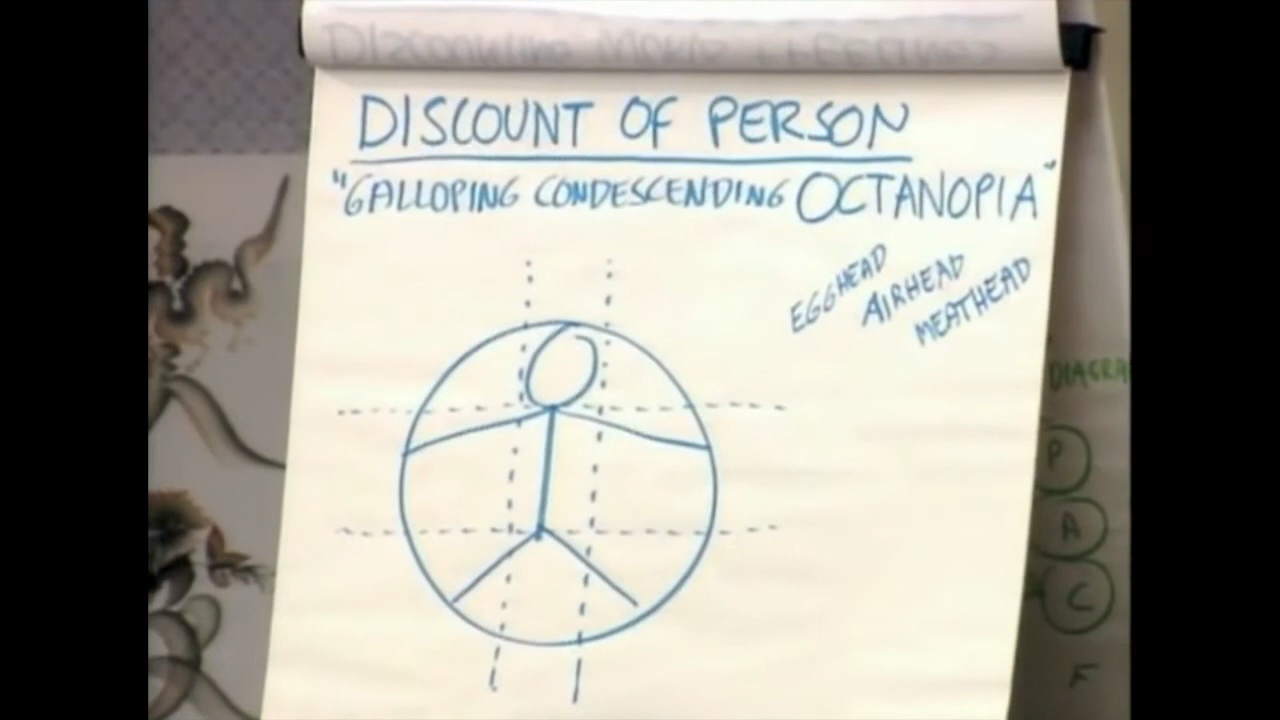 DISCOUNT OF PERSON
"GALLOPING CONDESCENDING OCTANOPIA"
EGGHEAD
AIRHEAD
MEATHEAD
P
A
C
F